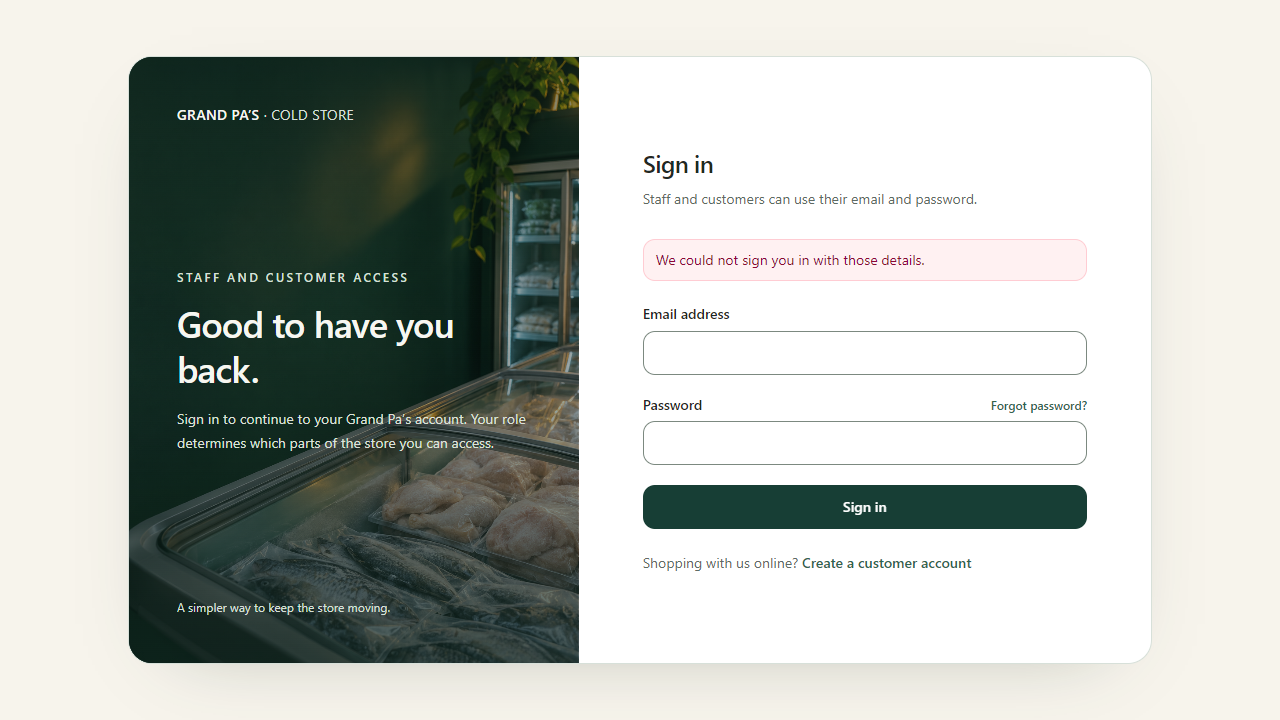 GRAND PA'S · COLD STORE
STAFF AND CUSTOMER ACCESS
Good to have you
back.
Sign in to continue to your Grand Pa's account. Your role
determines which parts of the store you can access.
A simpler way to keep the store moving.
Sign in
Staff and customers can use their email and password.
We could not sign you in with those details.
Email address
Password
Forgot password?
Sign in
Shopping with us online? Create a customer account